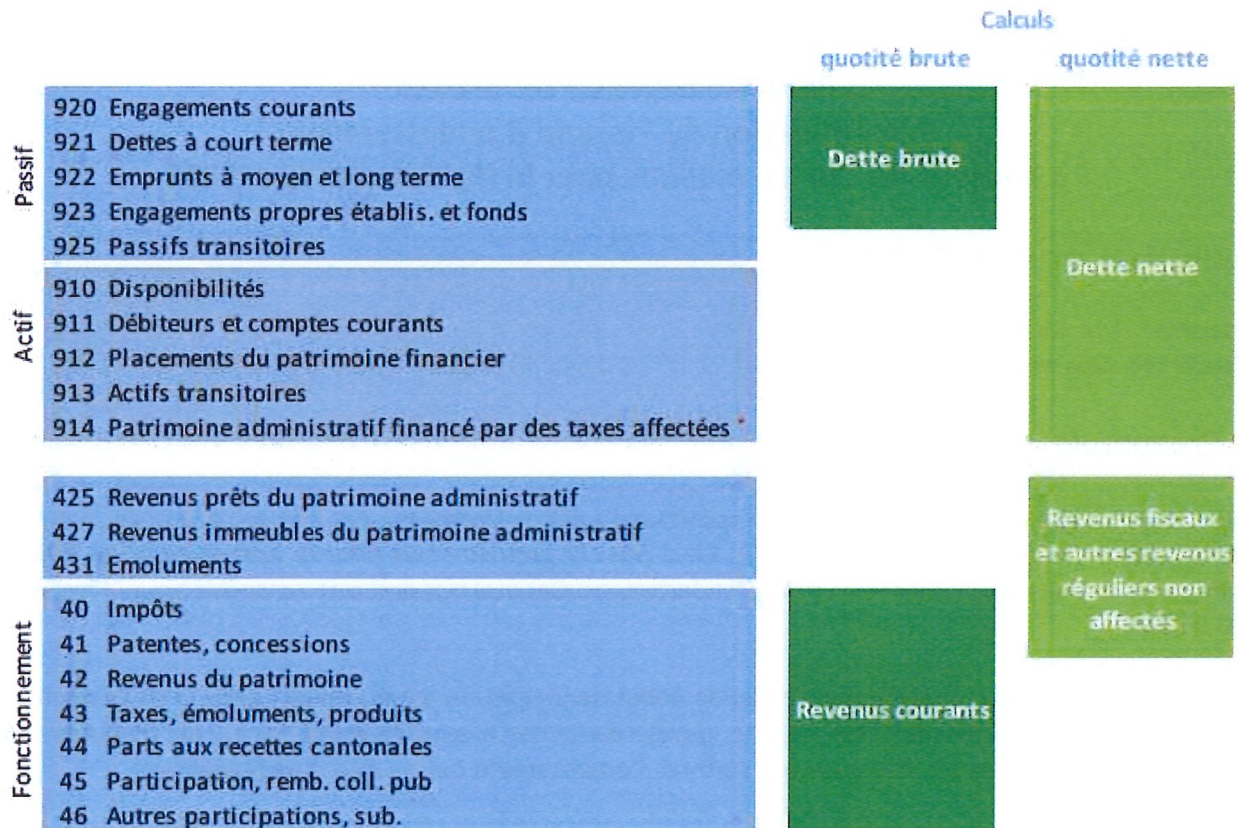 Calculs
quotité brute quotité nette
Passif
920 Engagements courants
921 Dettes à court terme
922 Emprunts à moyen et long terme
923 Engagements propres établis. et fonds
925 Passifs transitoires
Dette brute
Dette nette
Actif
910 Disponibilités
911 Débiteurs et comptes courants
912 Placements du patrimoine financier
913 Actifs transitoires
914 Patrimoine administratif financé par des taxes affectées *
425 Revenus prêts du patrimoine administratif
427 Revenus immeubles du patrimoine administratif
431 Emoluments
Revenus fiscaux
et autres revenus
réguliers non
affectés
Fonctionnement
40 Impôts
41 Patentes, concessions
42 Revenus du patrimoine
43 Taxes, émoluments, produits
44 Parts aux recettes cantonales
45 Participation, remb. coll. pub
46 Autres participations, sub.
Revenus courants